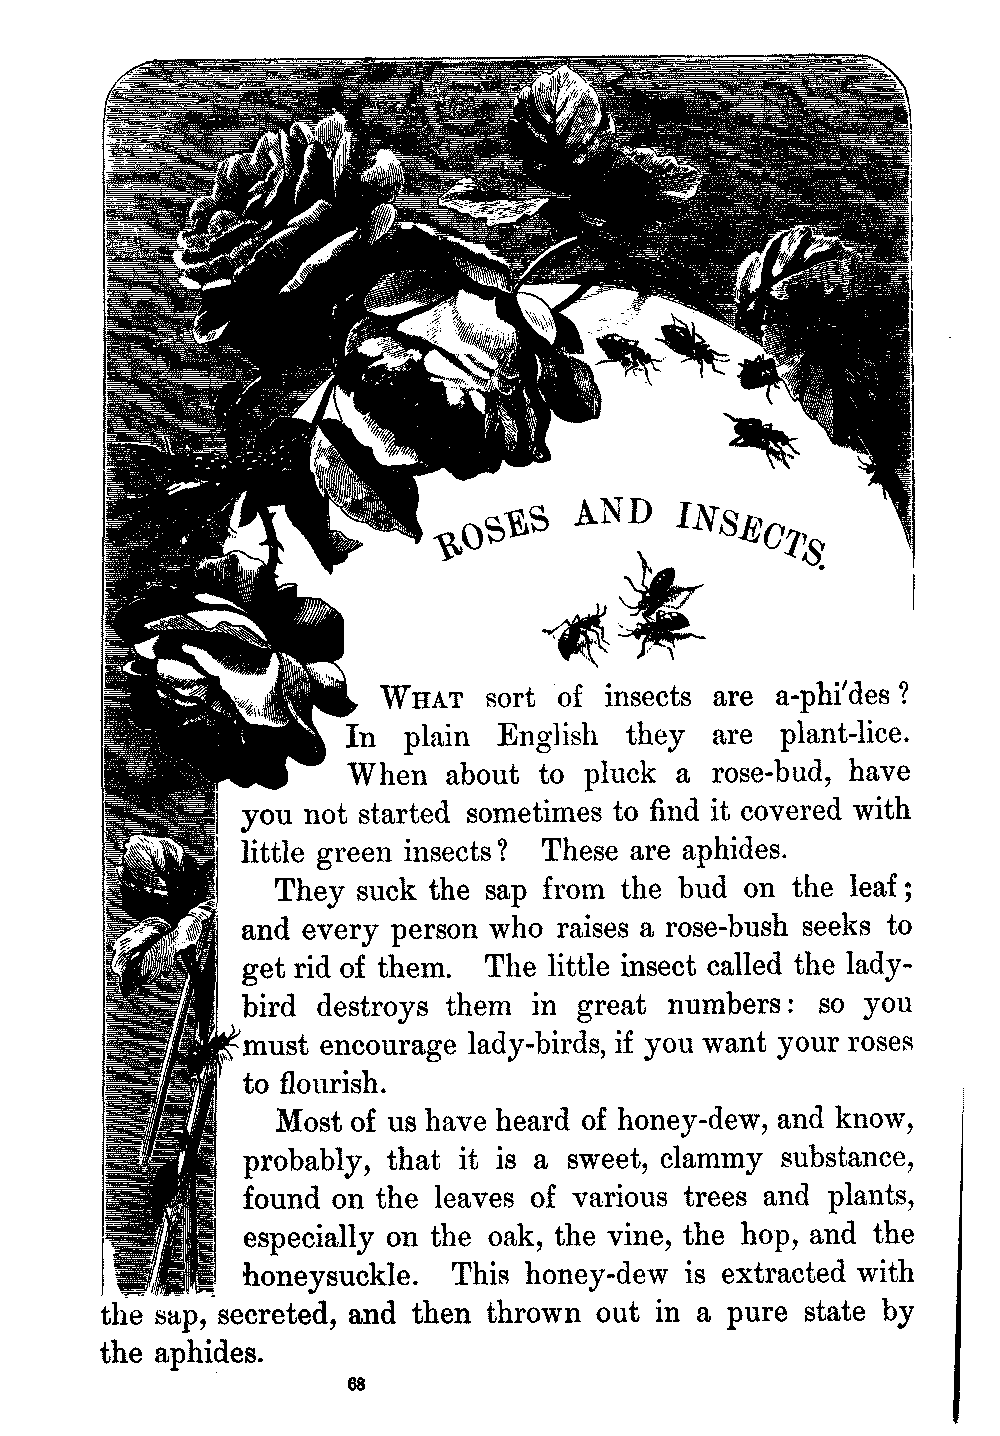 ROSES AND INSECTS.
WHAT sort of insects are a-phi'des?
In plain English they are plant-lice.
When about to pluck a rose-bud, have
you not started sometimes to find it covered with
little green insects? These are aphides.
They suck the sap from the bud on the leaf;
and every person who raises a rose-bush seeks to
get rid of them. The little insect called the lady-
bird destroys them in great numbers: so you
must encourage lady-birds, if you want your roses
to flourish.
Most of us have heard of honey-dew, and know,
probably, that it is a sweet, clammy substance,
found on the leaves of various trees and plants,
especially on the oak, the vine, the hop, and the
honeysuckle. This honey-dew is extracted with
the sap, secreted, and then thrown out in a pure state by
the aphides.
68